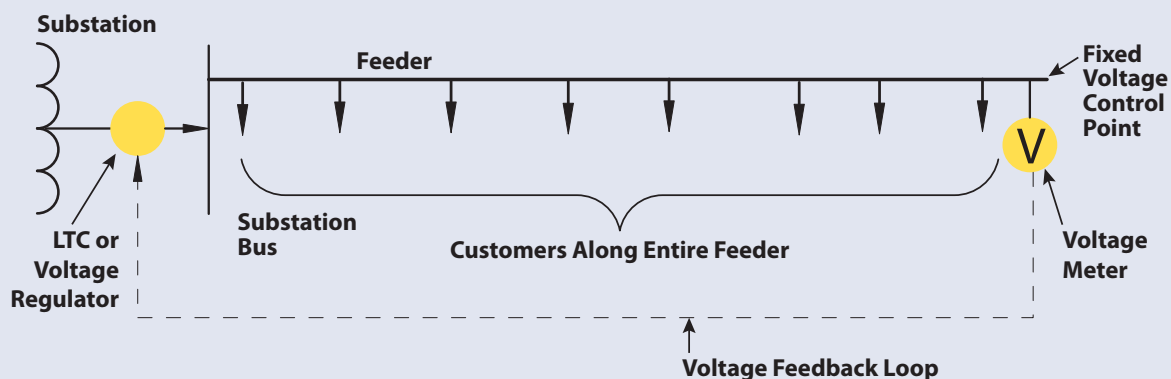 Substation
Feeder
Fixed
Voltage
Control
Point
V
Substation
Bus
LTC or
Voltage
Regulator
Customers Along Entire Feeder
Voltage
Meter
Voltage Feedback Loop